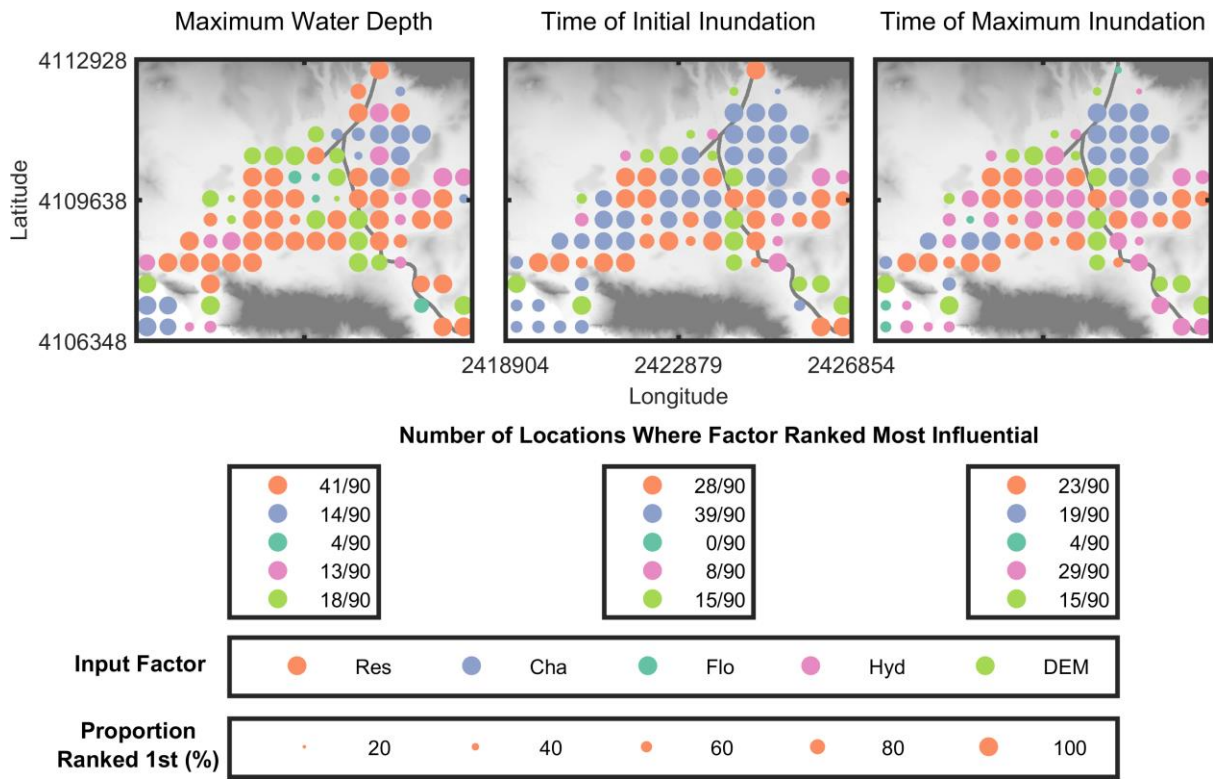 Maximum Water Depth
Time of Initial Inundation
Time of Maximum Inundation
4112928
4109638
4106348
Latitude
2418904
2422879
2426854
Longitude
Number of Locations Where Factor Ranked Most Influential
41/90
14/90
4/90
13/90
18/90
28/90
39/90
0/90
8/90
15/90
23/90
19/90
4/90
29/90
15/90
Input Factor
Res
Cha
Flo
Hyd
DEM
Proportion
Ranked 1st (%)
20
40
60
80
100